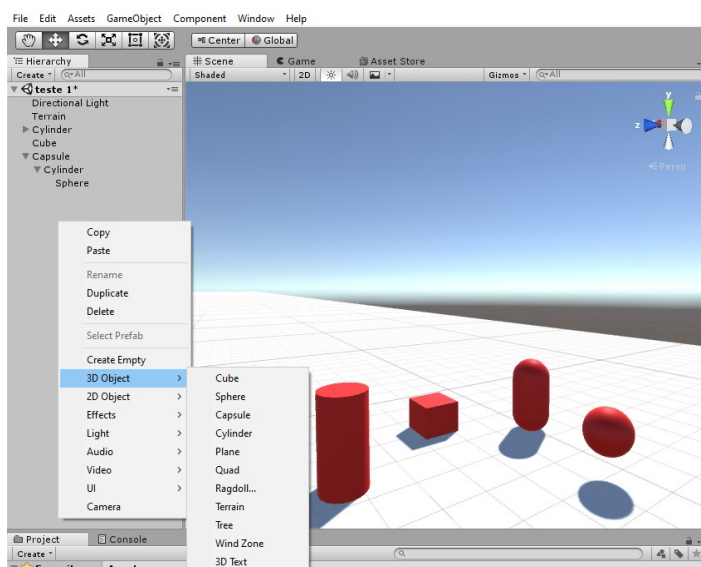 File Edit Assets GameObject Component Window Help
Center Global
Hierarchy
Scene Game Asset Store
Create All
Shaded 2D Gizmos All
teste 1*
Directional Light
Terrain
Cylinder
Cube
Capsule
Cylinder
Sphere
y
z
Persp
Copy
Paste
Rename
Duplicate
Delete
Select Prefab
Create Empty
3D Object
2D Object
Effects
Light
Audio
Video
UI
Camera
Cube
Sphere
Capsule
Cylinder
Plane
Quad
Ragdoll...
Terrain
Tree
Wind Zone
3D Text
Project Console
Create